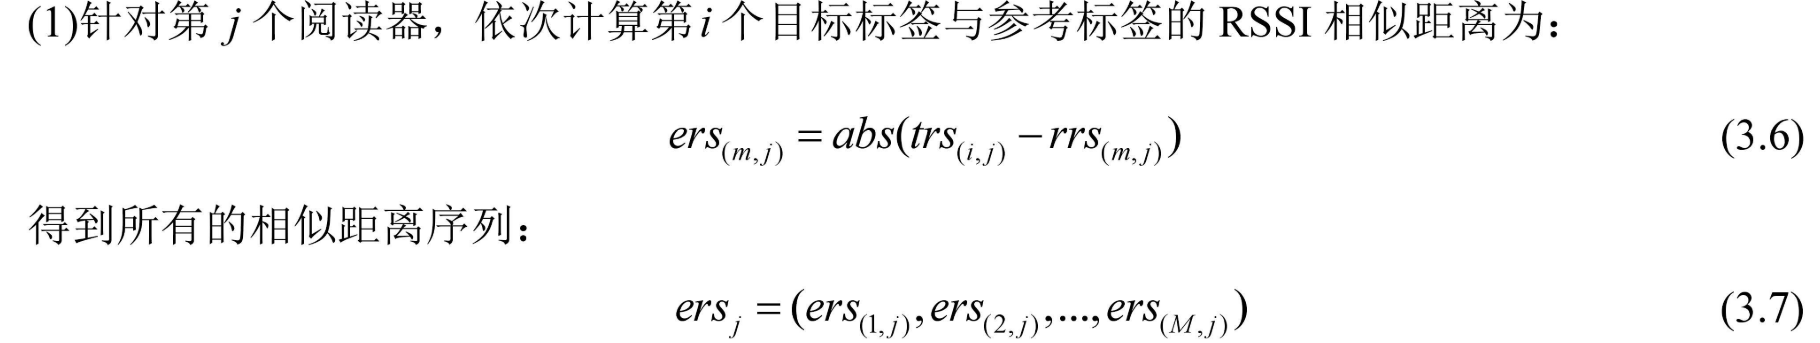 (1)针对第 j 个阅读器，依次计算第 i 个目标标签与参考标签的 RSSI 相似距离为：
ers_{(m,j)} = abs(trs_{(i,j)} − rrs_{(m,j)}) (3.6)
得到所有的相似距离序列：
ers_j = (ers_{(1,j)}, ers_{(2,j)}, ..., ers_{(M,j)}) (3.7)